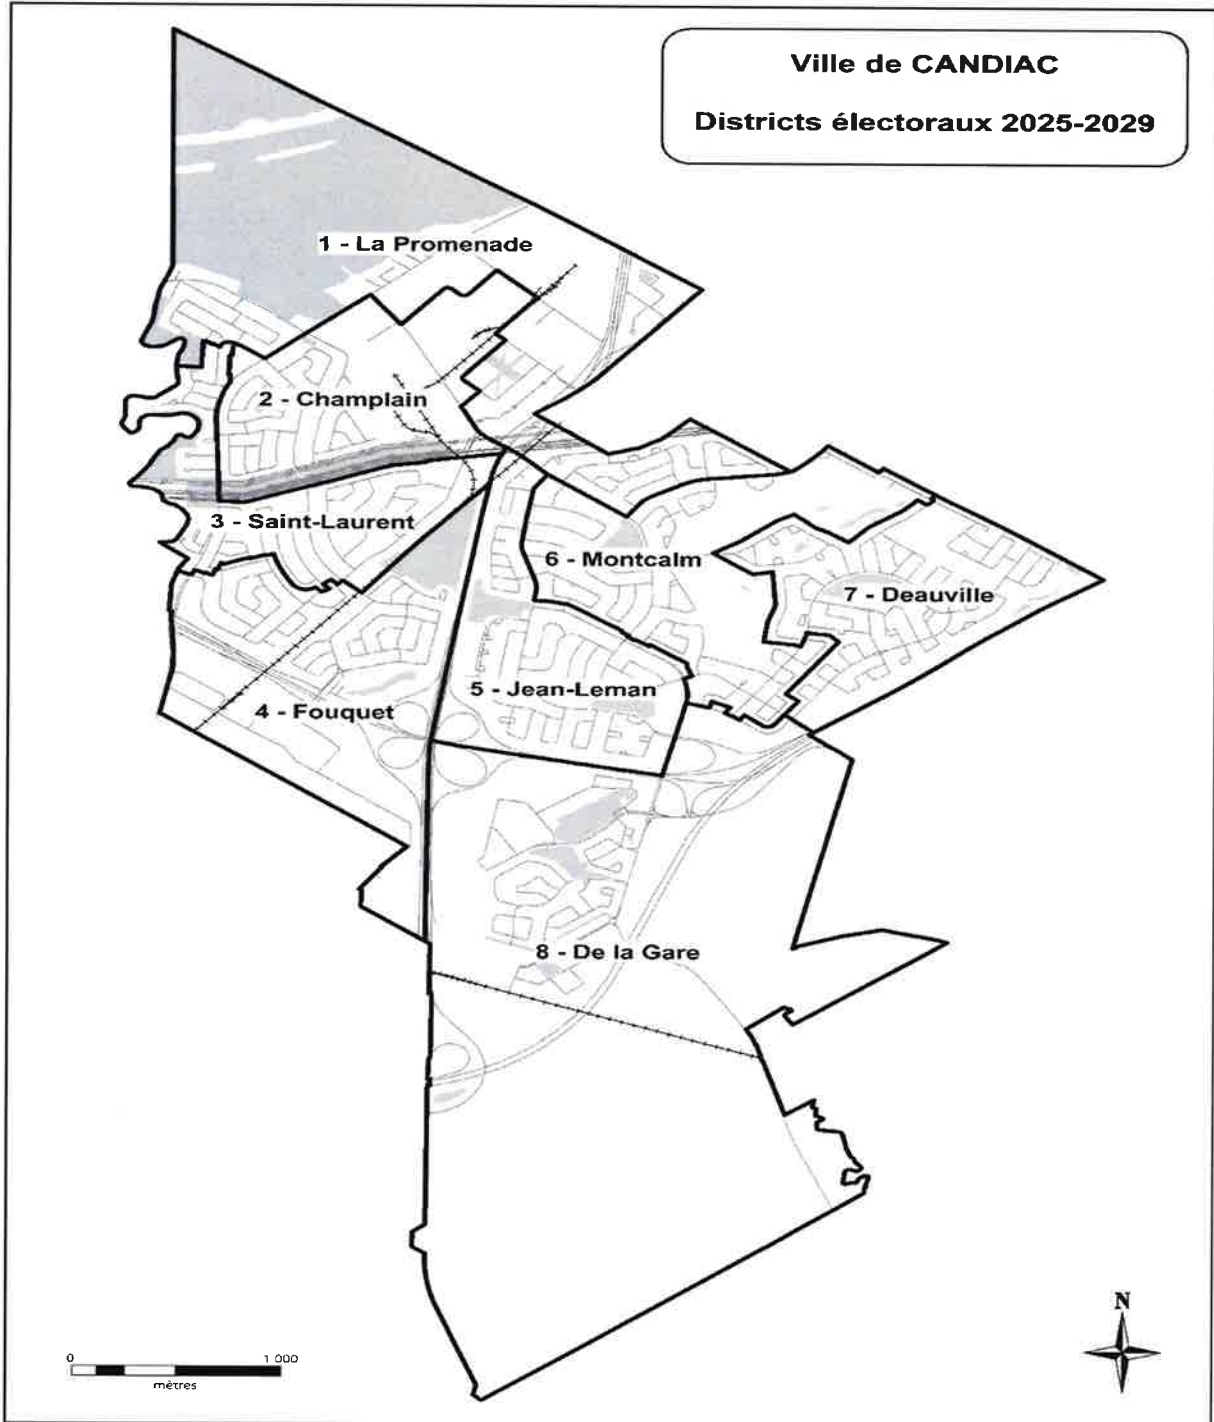 Ville de CANDIAC
Districts électoraux 2025-2029
1 - La Promenade
2 - Champlain
3 - Saint-Laurent
6 - Montcalm
7 - Deauville
5 - Jean-Leman
4 - Fouquet
8 - De la Gare
N
0 1 000
mètres